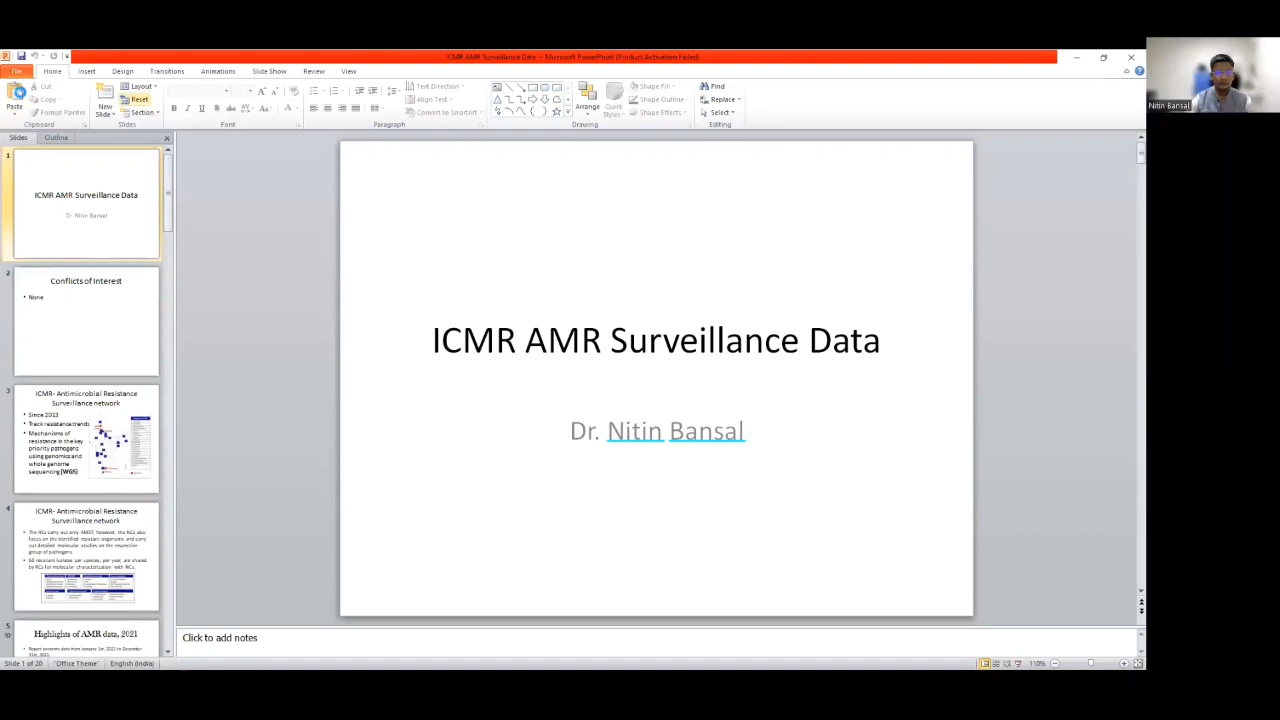 ICMR AMR Surveillance Data - Microsoft PowerPoint (Product Activation Failed)
File Home Insert Design Transitions Animations Slide Show Review View
Paste
Cut
Copy
Format Painter
Clipboard
New
Slide
Layout
Reset
Section
Slides
Font
Text Direction
Align Text
Convert to SmartArt
Paragraph
Arrange
Quick
Styles
Shape Fill
Shape Outline
Shape Effects
Drawing
Find
Replace
Select
Editing
Nitin Bansal
Slides Outline
1
ICMR AMR Surveillance Data
Dr. Nitin Bansal
2
Conflicts of Interest
• None
3
ICMR- Antimicrobial Resistance
Surveillance network
• Since 2013
• Track resistance trends
• Mechanisms of
resistance in the key
priority pathogens
using genomics and
whole genome
sequencing (WGS)
4
ICMR- Antimicrobial Resistance
Surveillance network
• The RCs carry out only AMST; however, the NCs also
focus on the identified resistant organisms and carry
out detailed molecular studies on the respective
group of pathogens.
• 60 resistant isolates per species, per year, are shared
by RCs for molecular characterization with NCs.
5
Highlights of AMR data, 2021
• Report presents data from January 1st, 2021 to December
31st, 2021.
ICMR AMR Surveillance Data
Dr. Nitin Bansal
Click to add notes
Slide 1 of 20 "Office Theme" English (India) 110%